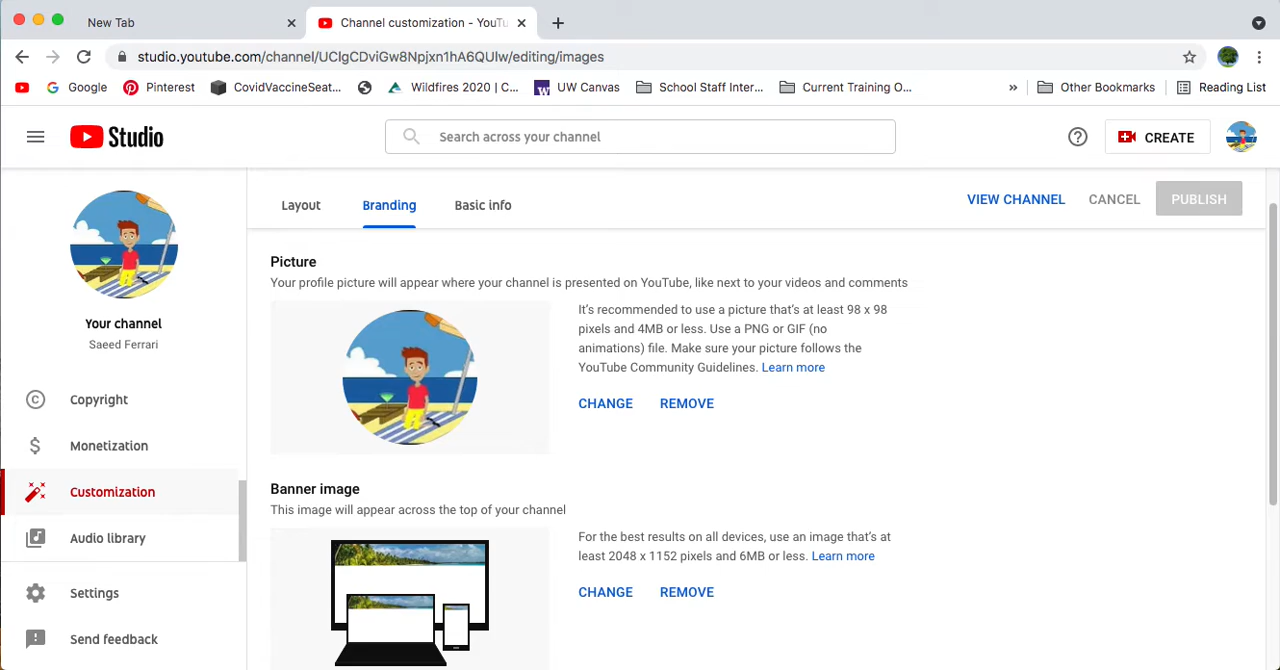 New Tab
Channel customization - YouTu
studio.youtube.com/channel/UCIgCDviGw8Npjxn1hA6QUlw/editing/images
Google
Pinterest
CovidVaccineSeat...
Wildfires 2020 | C...
UW Canvas
School Staff Inter...
Current Training O...
»
Other Bookmarks
Reading List
Studio
Search across your channel
CREATE
Layout
Branding
Basic info
VIEW CHANNEL
CANCEL
PUBLISH
Your channel
Saeed Ferrari
Copyright
Monetization
Customization
Audio library
Settings
Send feedback
Picture
Your profile picture will appear where your channel is presented on YouTube, like next to your videos and comments
It's recommended to use a picture that's at least 98 x 98
pixels and 4MB or less. Use a PNG or GIF (no
animations) file. Make sure your picture follows the
YouTube Community Guidelines. Learn more
CHANGE
REMOVE
Banner image
This image will appear across the top of your channel
For the best results on all devices, use an image that's at
least 2048 x 1152 pixels and 6MB or less. Learn more
CHANGE
REMOVE